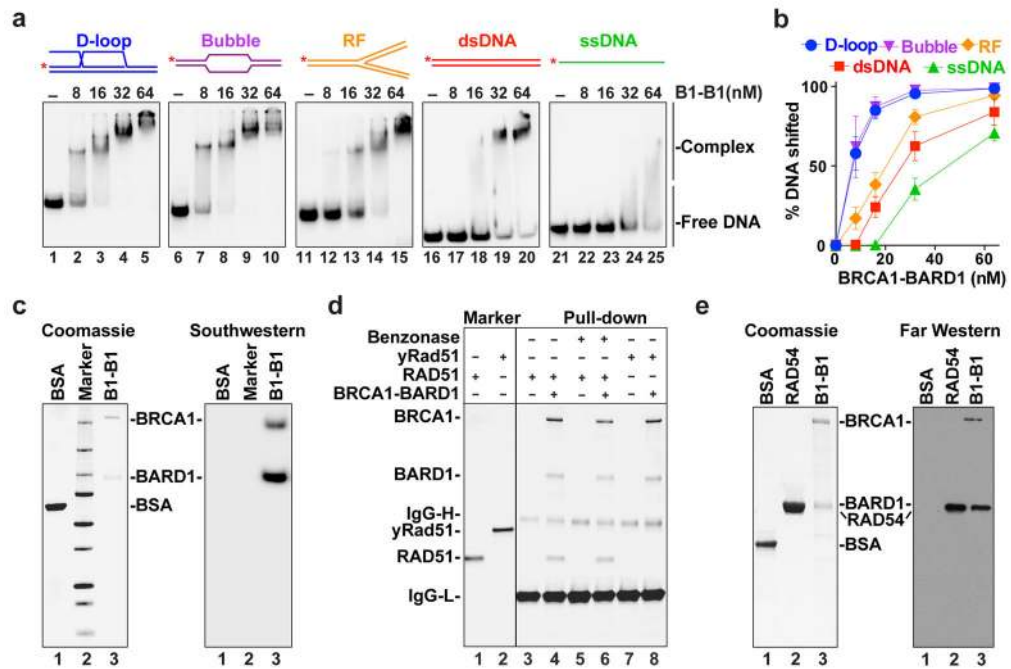 a
D-loop Bubble RF dsDNA ssDNA
* * * * *
– 8 16 32 64 – 8 16 32 64 – 8 16 32 64 – 8 16 32 64 – 8 16 32 64 B1-B1(nM)
-Complex
-Free DNA
1 2 3 4 5 6 7 8 9 10 11 12 13 14 15 16 17 18 19 20 21 22 23 24 25
b
D-loop Bubble RF
dsDNA ssDNA
% DNA shifted
100
50
0
0 20 40 60
BRCA1-BARD1 (nM)
c
Coomassie Southwestern
BSA Marker B1-B1 BSA Marker B1-B1
-BRCA1-
-BARD1-
-BSA
1 2 3 1 2 3
d
Marker Pull-down
Benzonase – – + +  – –
yRad51 – + – – – – + +
RAD51 + – + + + + – –
BRCA1-BARD1 – + – + – +
BRCA1-
BARD1-
IgG-H-
yRad51-
RAD51-
IgG-L-
1 2 3 4 5 6 7 8
e
Coomassie Far Western
BSA RAD54 B1-B1 BSA RAD54 B1-B1
-BRCA1-
-BARD1-
\RAD54/
-BSA
1 2 3 1 2 3